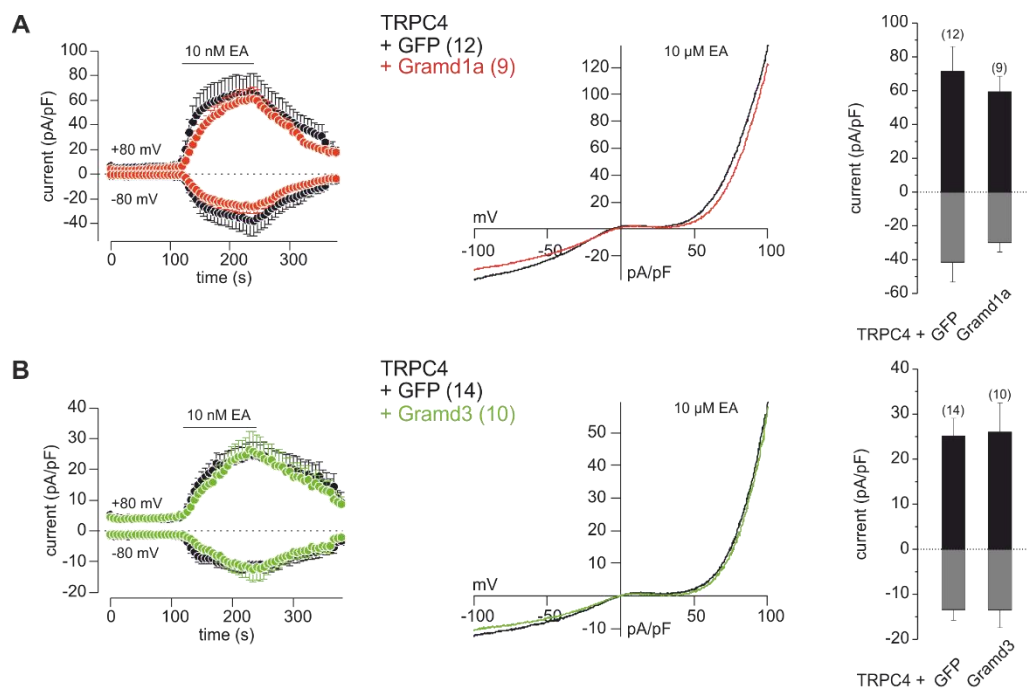 A
10 nM EA
100
80
60
40
20
0
-20
-40
current (pA/pF)
+80 mV
-80 mV
0 100 200 300
time (s)
TRPC4
+ GFP (12)
+ Gramd1a (9)
10 µM EA
120
100
80
60
40
20
-20
mV
-100 -50 0 50 100
pA/pF
(12)
(9)
100
80
60
40
20
0
-20
-40
-60
current (pA/pF)
TRPC4 + GFP Gramd1a
B
10 nM EA
40
30
20
10
0
-10
-20
current (pA/pF)
+80 mV
-80 mV
0 100 200 300
time (s)
TRPC4
+ GFP (14)
+ Gramd3 (10)
10 µM EA
50
40
30
20
10
-10
mV
-100 -50 0 50 100
pA/pF
(14)
(10)
40
30
20
10
0
-10
-20
current (pA/pF)
TRPC4 + GFP Gramd3